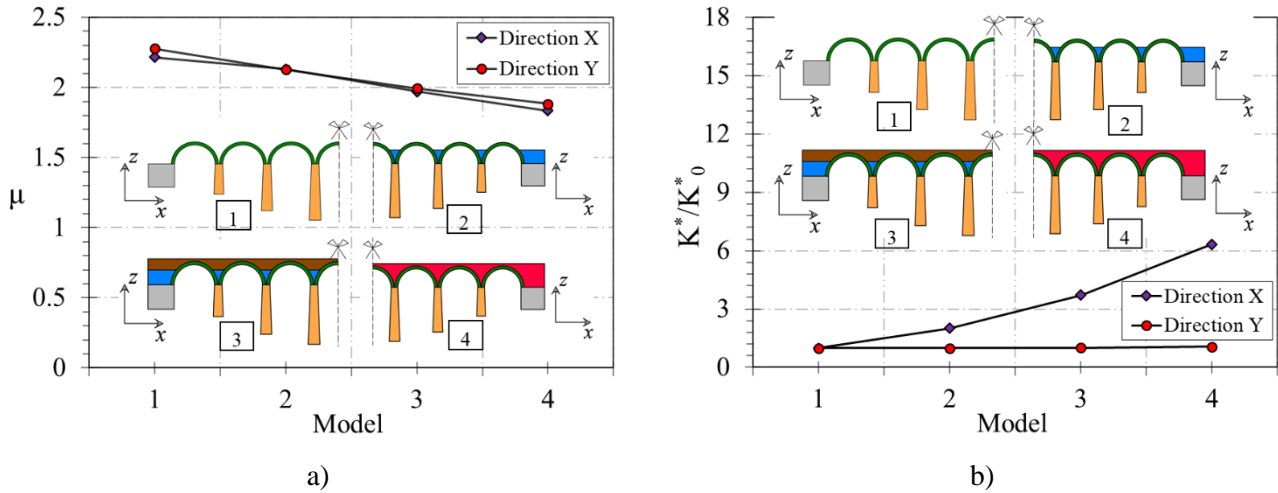 2.5
2
1.5
1
0.5
0
μ
Direction X
Direction Y
z
x
1
z
x
2
z
x
3
z
x
4
1 2 3 4
Model
a)
18
15
12
9
6
3
0
K*/K*0
z
x
1
z
x
2
z
x
3
z
x
4
Direction X
Direction Y
1 2 3 4
Model
b)